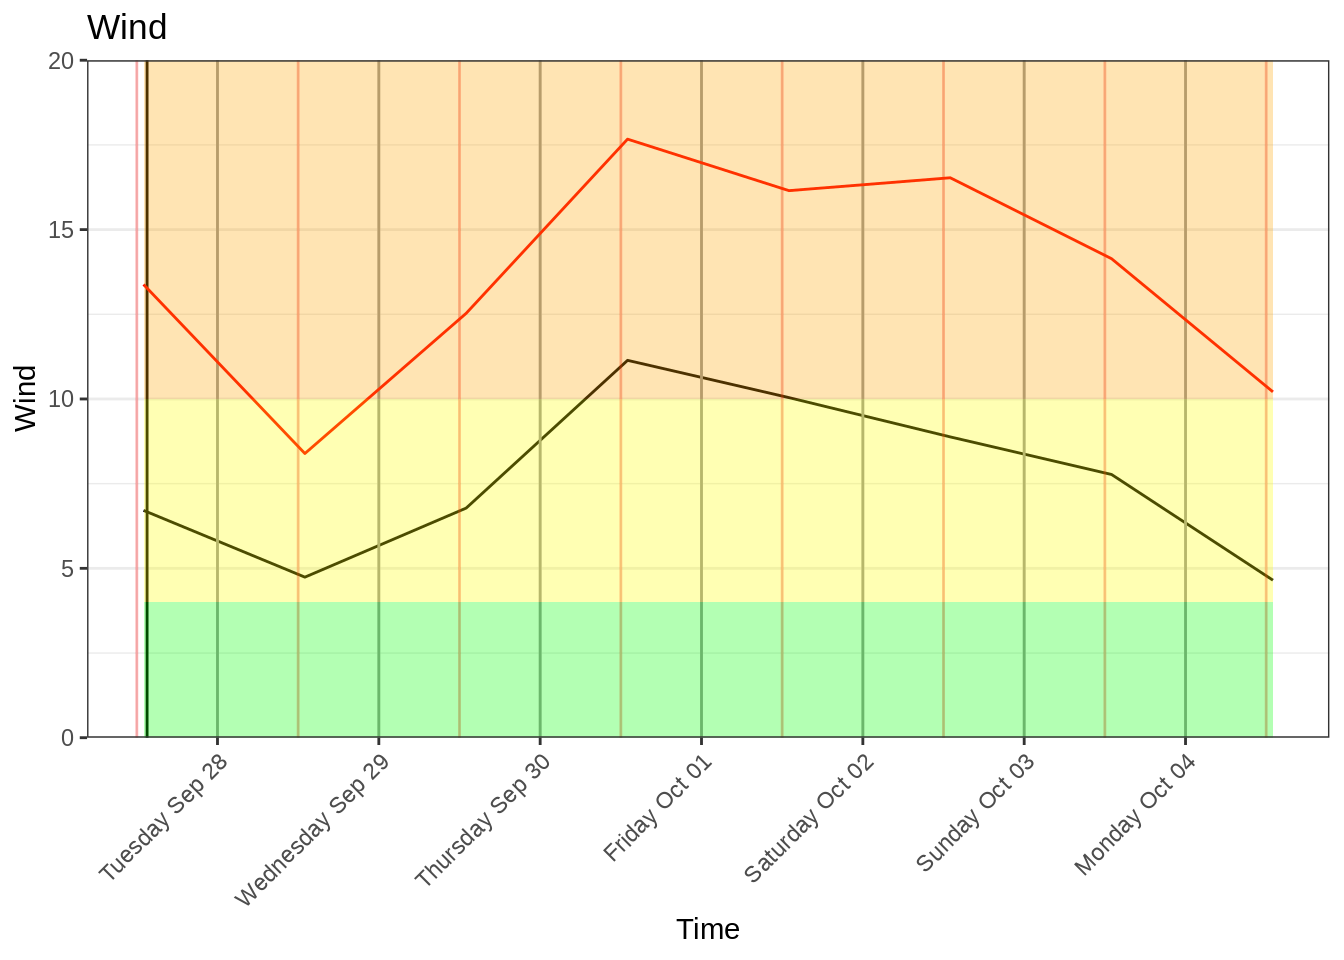 Wind
Wind
20
15
10
5
0
Tuesday Sep 28
Wednesday Sep 29
Thursday Sep 30
Friday Oct 01
Saturday Oct 02
Sunday Oct 03
Monday Oct 04
Time